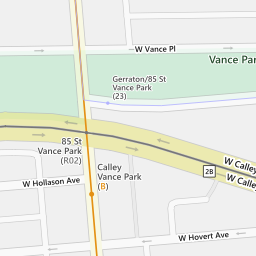 W Vance Pl
Vance Par
Gerraton/85 St
Vance Park
(23)
85 St
Vance Park
(R02)
Calley
Vance Park
(B)
2B
W Calley
W Calle
W Hollason Ave
W Hovert Ave